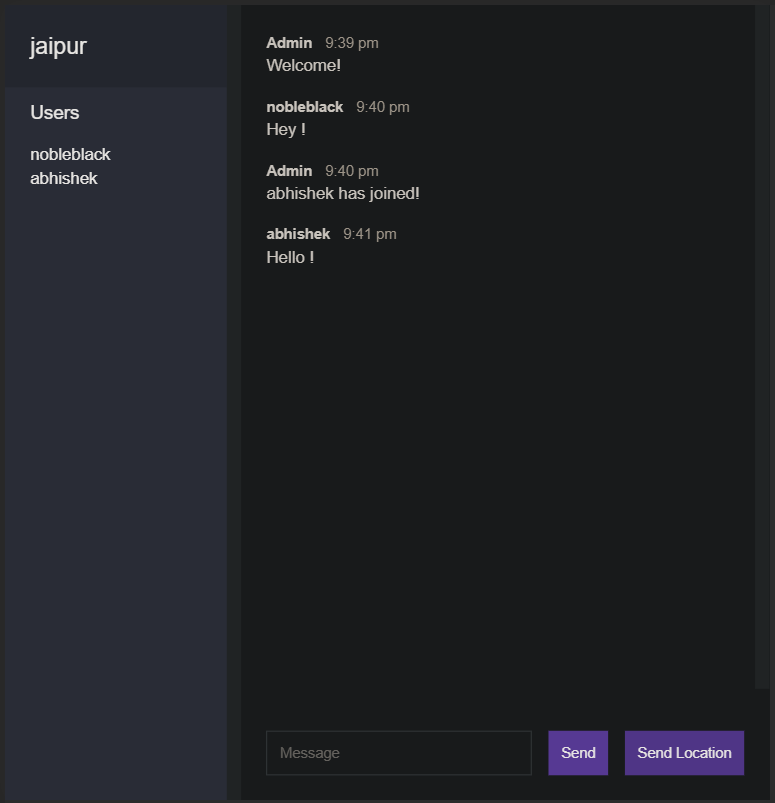 jaipur
Users
nobleblack
abhishek
Admin 9:39 pm
Welcome!
nobleblack 9:40 pm
Hey !
Admin 9:40 pm
abhishek has joined!
abhishek 9:41 pm
Hello !
Message
Send
Send Location